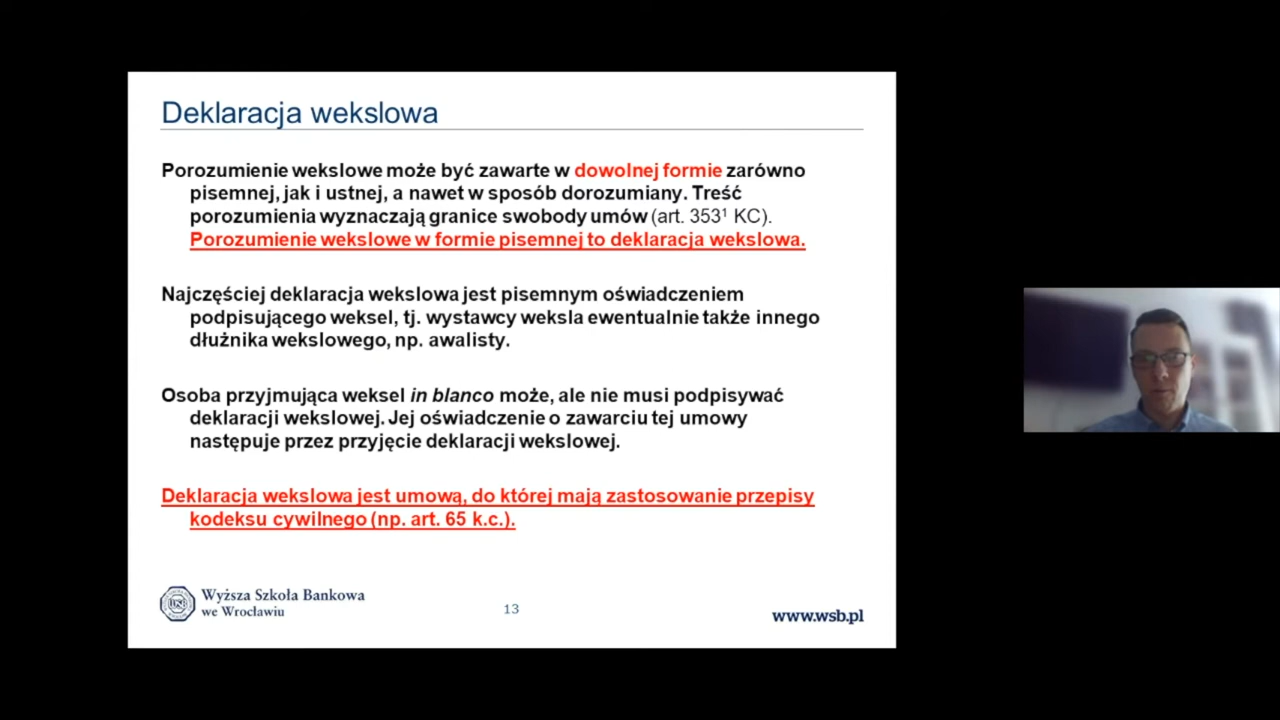 Deklaracja wekslowa
Porozumienie wekslowe może być zawarte w dowolnej formie zarówno
pisemnej, jak i ustnej, a nawet w sposób dorozumiany. Treść
porozumienia wyznaczają granice swobody umów (art. 353¹ KC).
Porozumienie wekslowe w formie pisemnej to deklaracja wekslowa.
Najczęściej deklaracja wekslowa jest pisemnym oświadczeniem
podpisującego weksel, tj. wystawcy weksla ewentualnie także innego
dłużnika wekslowego, np. awalisty.
Osoba przyjmująca weksel in blanco może, ale nie musi podpisywać
deklaracji wekslowej. Jej oświadczenie o zawarciu tej umowy
następuje przez przyjęcie deklaracji wekslowej.
Deklaracja wekslowa jest umową, do której mają zastosowanie przepisy
kodeksu cywilnego (np. art. 65 k.c.).
WSB
Wyższa Szkoła Bankowa
we Wrocławiu
13
www.wsb.pl